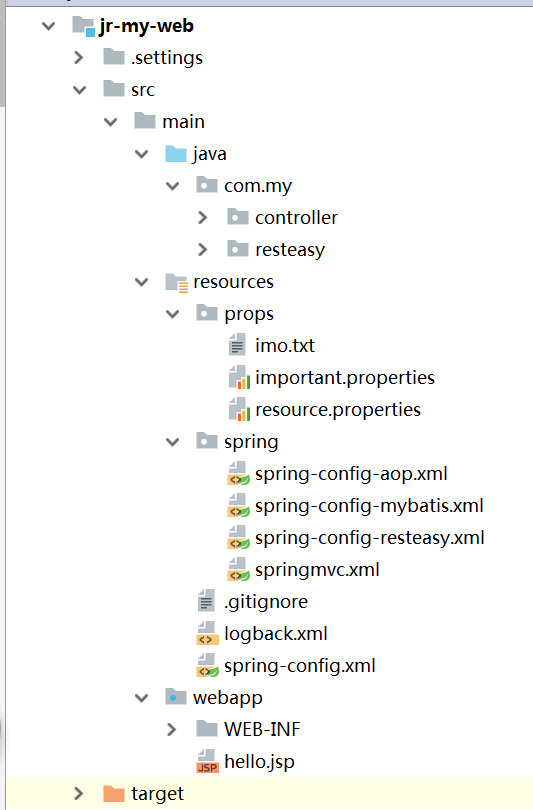 jr-my-web
.settings
src
main
java
com.my
controller
resteasy
resources
props
imo.txt
important.properties
resource.properties
spring
spring-config-aop.xml
spring-config-mybatis.xml
spring-config-resteasy.xml
springmvc.xml
.gitignore
logback.xml
spring-config.xml
webapp
WEB-INF
JSP hello.jsp
target